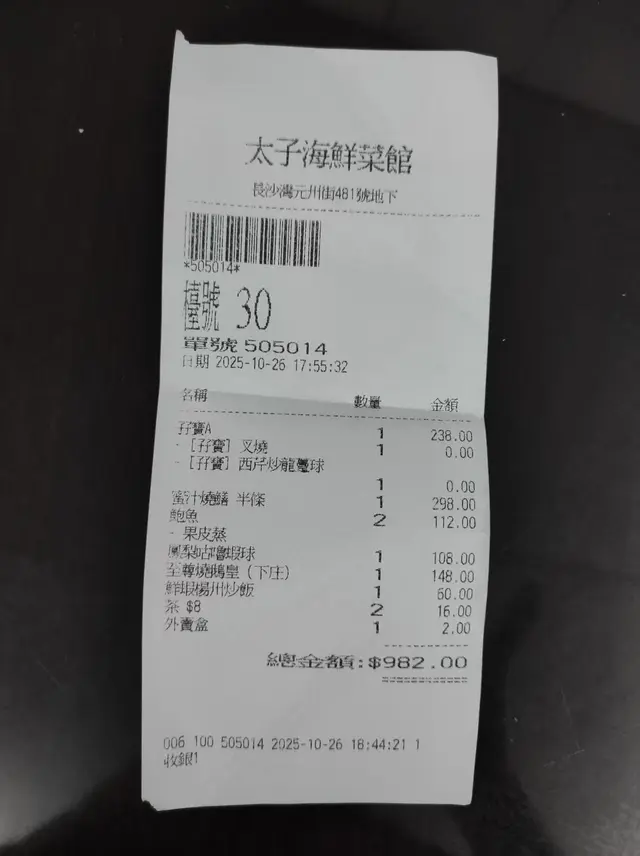 太子海鮮菜館
長沙灣元州街481號地下
*505014*
檯號 30
單號 505014
日期 2025-10-26 17:55:32
名稱 數量 金額
孖寶A 1 238.00
- [孖寶] 叉燒 1 0.00
- [孖寶] 西芹炒龍躉球
1 0.00
蜜汁燒鱔 半條 1 298.00
鮑魚 2 112.00
- 果皮蒸
鳳梨咕嚕蝦球 1 108.00
至尊燒鵝皇 (下庄) 1 148.00
鮮蝦楊州炒飯 1 60.00
茶 $8 2 16.00
外賣盒 1 2.00
總金額:$982.00
006 100 505014 2025-10-26 18:44:21 1
收銀1